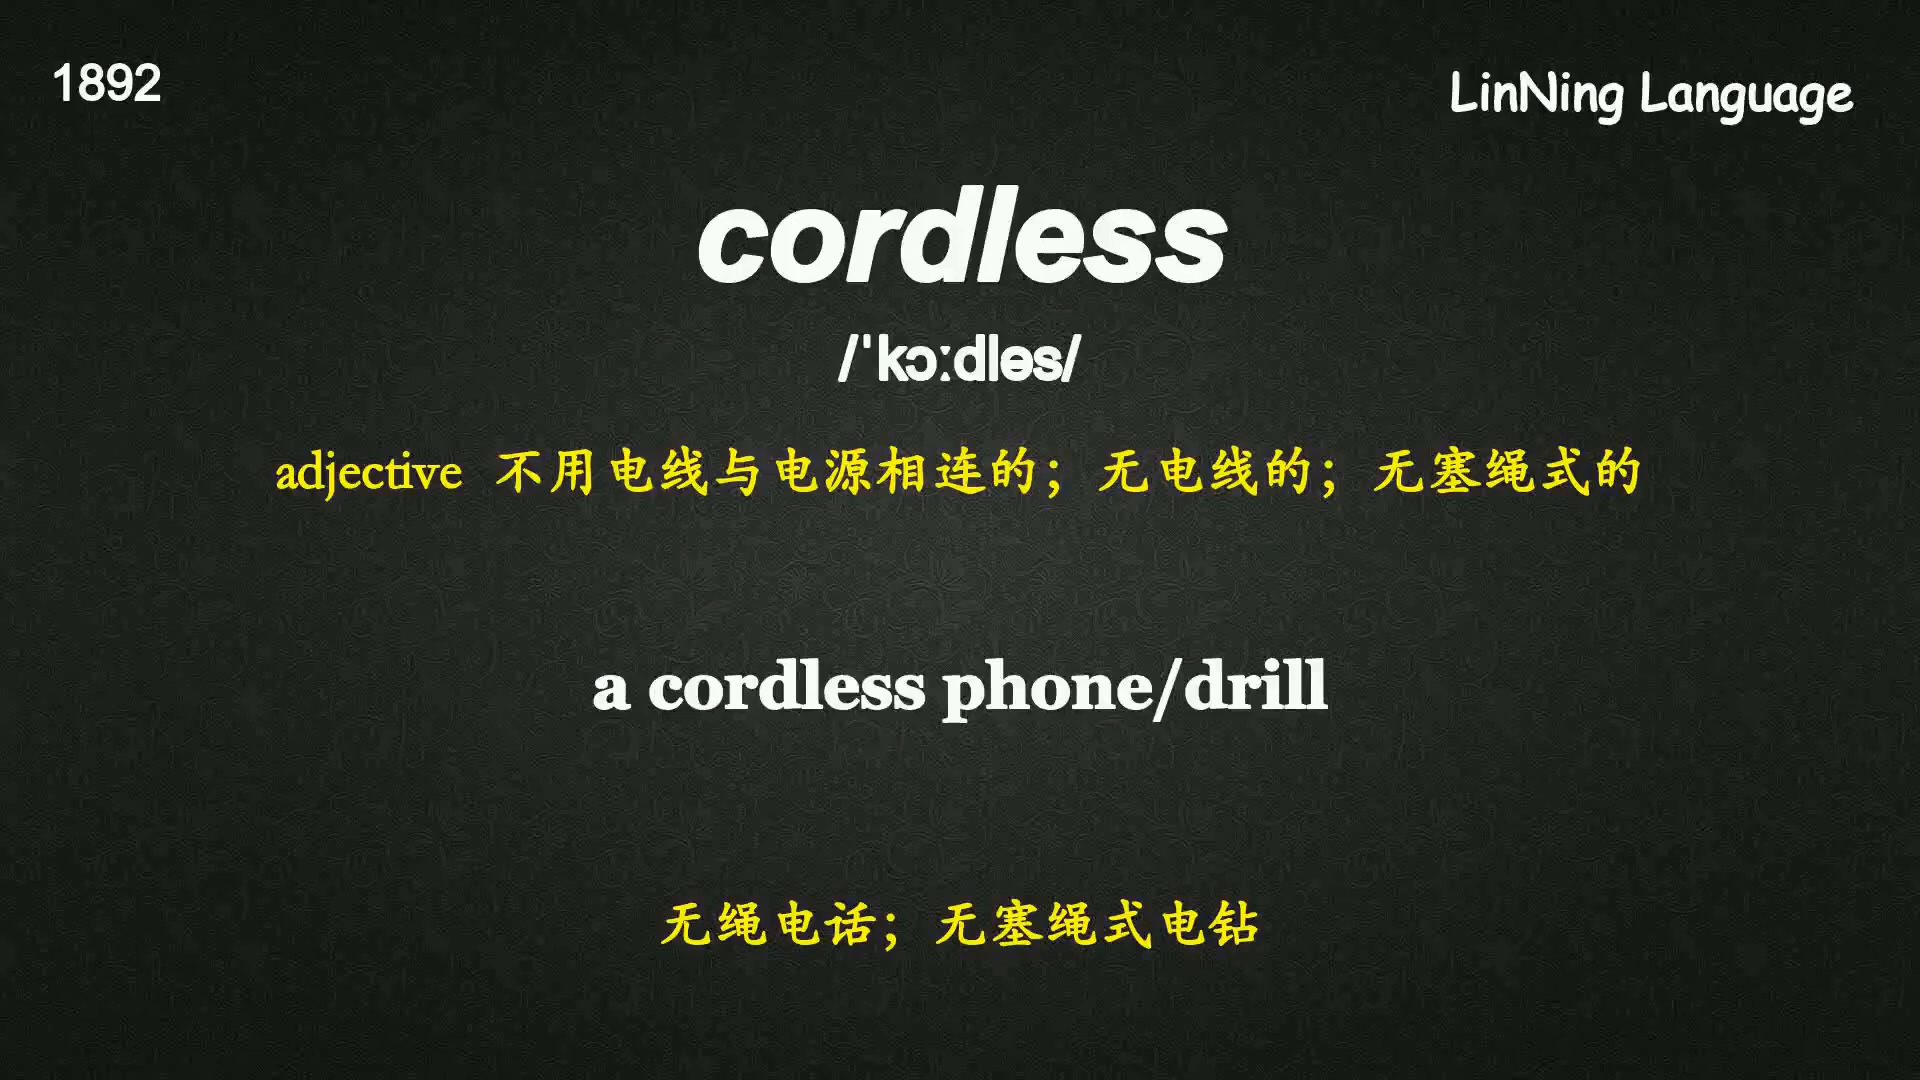 1892
LinNing Language
cordless
/ˈkɔːdləs/
adjective 不用电线与电源相连的；无电线的；无塞绳式的
a cordless phone/drill
无绳电话；无塞绳式电钻